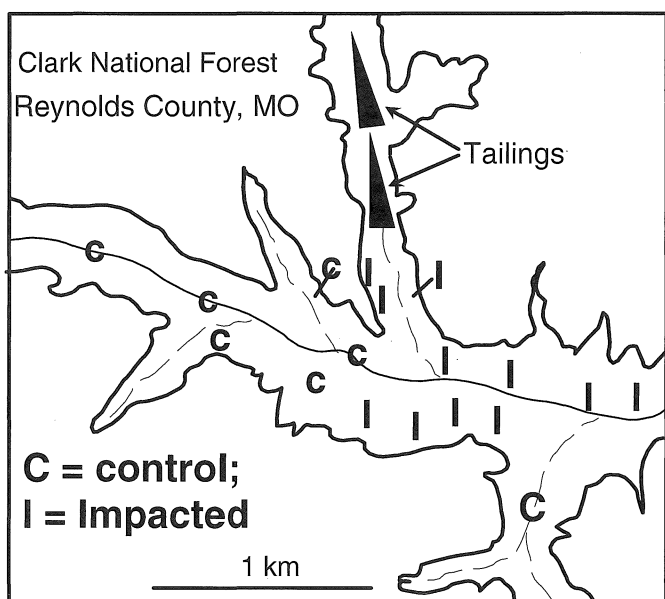 Clark National Forest
Reynolds County, MO
Tailings
C
C
I
I
I
C
C
C
I
I
C
I
I
I
I
I
I
C = control;
I = Impacted
C
1 km